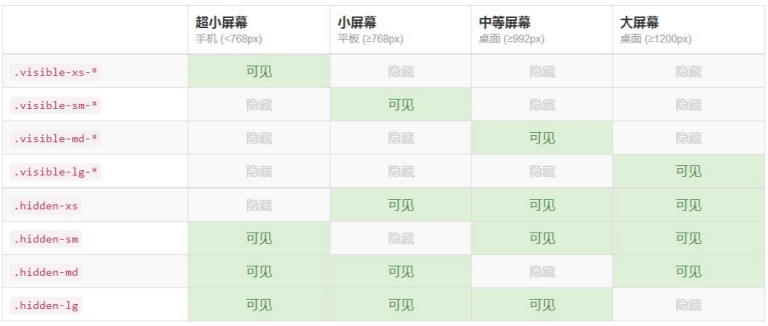 超小屏幕 小屏幕 中等屏幕 大屏幕
手机 (<768px) 平板 (≥768px) 桌面 (≥992px) 桌面 (≥1200px)
.visible-xs-* 可见 隐藏 隐藏 隐藏
.visible-sm-* 隐藏 可见 隐藏 隐藏
.visible-md-* 隐藏 隐藏 可见 隐藏
.visible-lg-* 隐藏 隐藏 隐藏 可见
.hidden-xs 隐藏 可见 可见 可见
.hidden-sm 可见 隐藏 可见 可见
.hidden-md 可见 可见 隐藏 可见
.hidden-lg 可见 可见 可见 隐藏